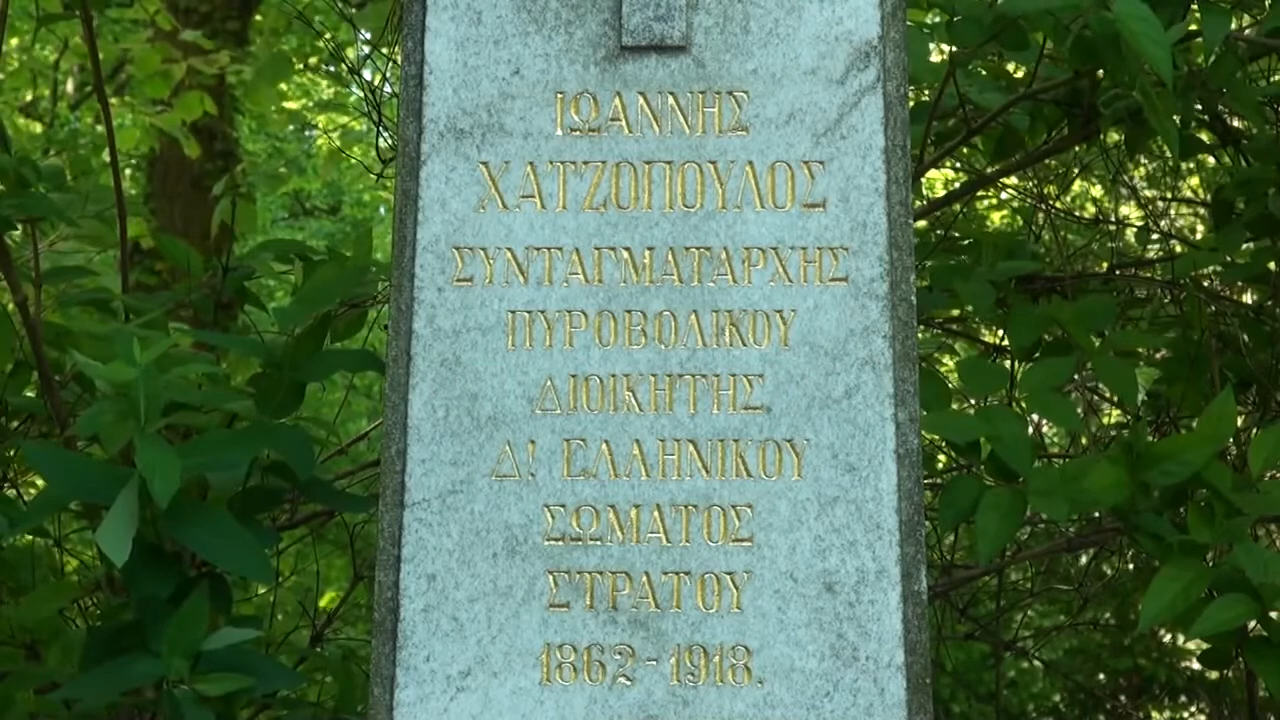 ΙΩΑΝΝΗΣ
ΧΑΤΖΟΠΟΥΛΟΣ
ΣΥΝΤΑΓΜΑΤΑΡΧΗΣ
ΠΥΡΟΒΟΛΙΚΟΥ
ΔΙΟΙΚΗΤΗΣ
Δ! ΕΛΛΗΝΙΚΟΥ
ΣΩΜΑΤΟΣ
ΣΤΡΑΤΟΥ
1862-1918.